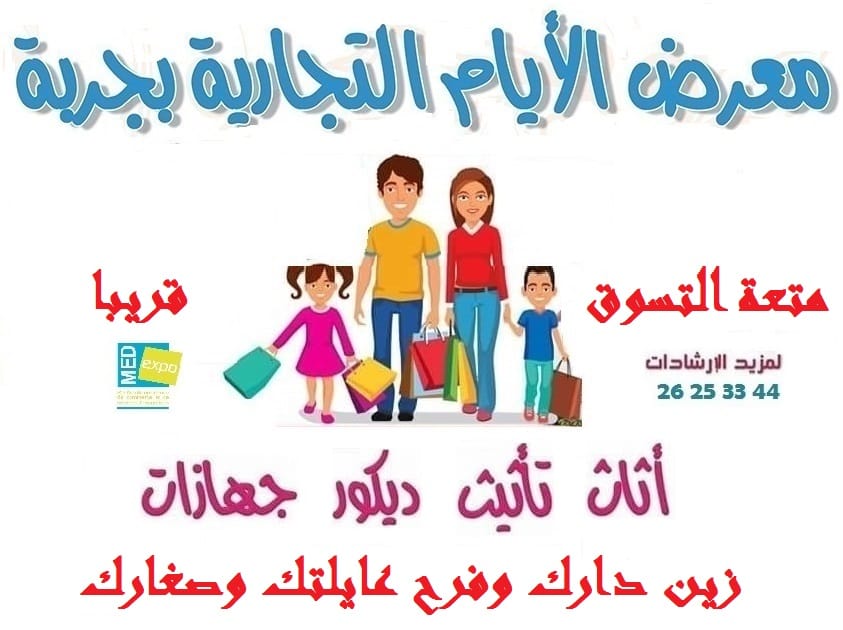 معرض الأيام التجارية بجربة
متعة التسوق
قريبا
MED
expo
لمزيد الإرشادات
26 25 33 44
أثاث تأثيث ديكور جهازات
زين دارك وفرح عايلتك وصغارك